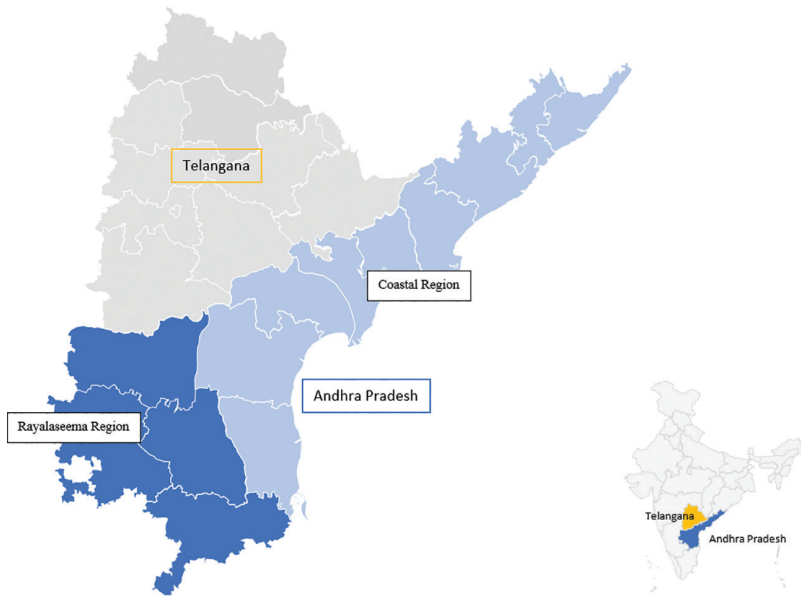 Telangana
Coastal Region
Andhra Pradesh
Rayalaseema Region
Telangana
Andhra Pradesh